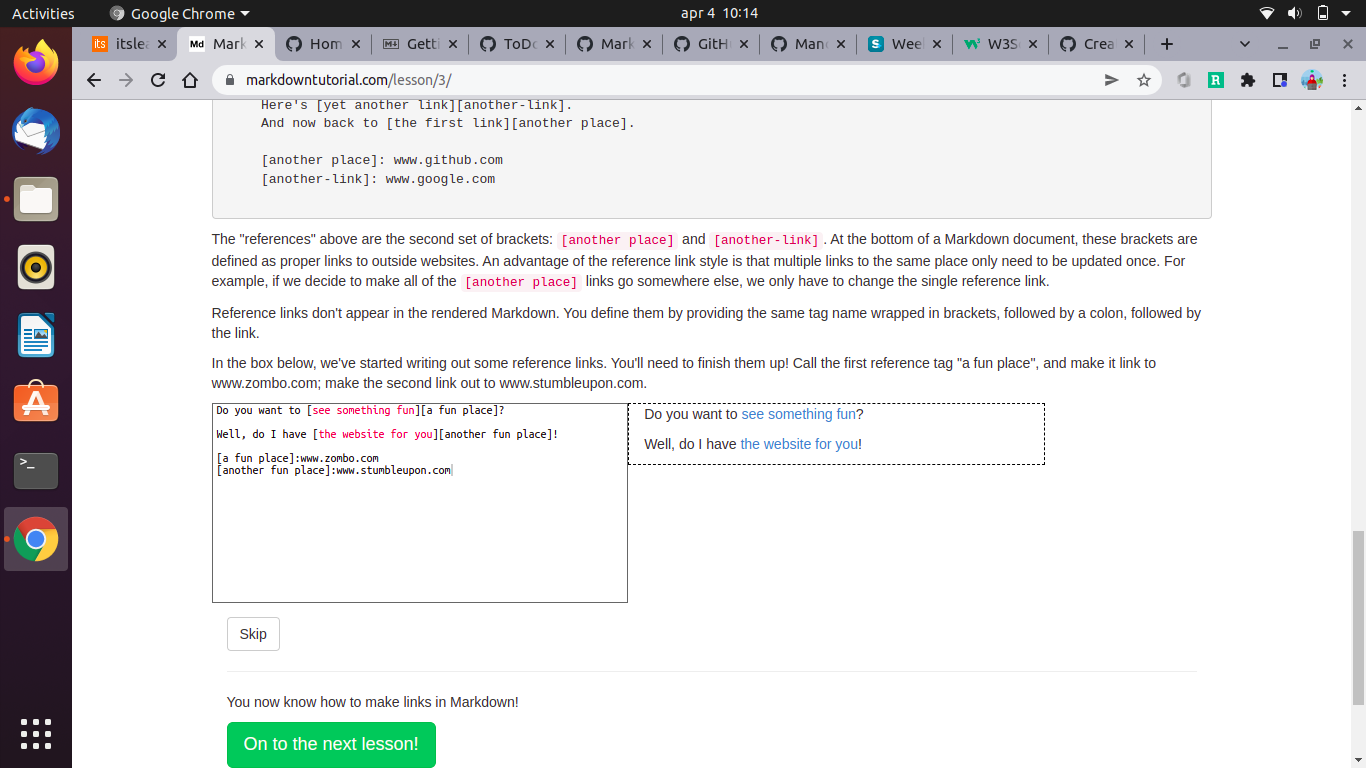 Activities
Google Chrome
apr 4 10:14
its
itslea
Md
Mark
Hom
Getti
ToDo
Mark
GitH
Man
S
Wee
W3S
Crea
markdowntutorial.com/lesson/3/
R
Here's [yet another link][another-link].
And now back to [the first link][another place].
[another place]: www.github.com
[another-link]: www.google.com
The "references" above are the second set of brackets: [another place] and [another-link]. At the bottom of a Markdown document, these brackets are
defined as proper links to outside websites. An advantage of the reference link style is that multiple links to the same place only need to be updated once. For
example, if we decide to make all of the [another place] links go somewhere else, we only have to change the single reference link.
Reference links don't appear in the rendered Markdown. You define them by providing the same tag name wrapped in brackets, followed by a colon, followed by
the link.
In the box below, we've started writing out some reference links. You'll need to finish them up! Call the first reference tag "a fun place", and make it link to
www.zombo.com; make the second link out to www.stumbleupon.com.
Do you want to [see something fun][a fun place]?
Well, do I have [the website for you][another fun place]!
[a fun place]:www.zombo.com
[another fun place]:www.stumbleupon.com
Do you want to see something fun?
Well, do I have the website for you!
Skip
You now know how to make links in Markdown!
On to the next lesson!